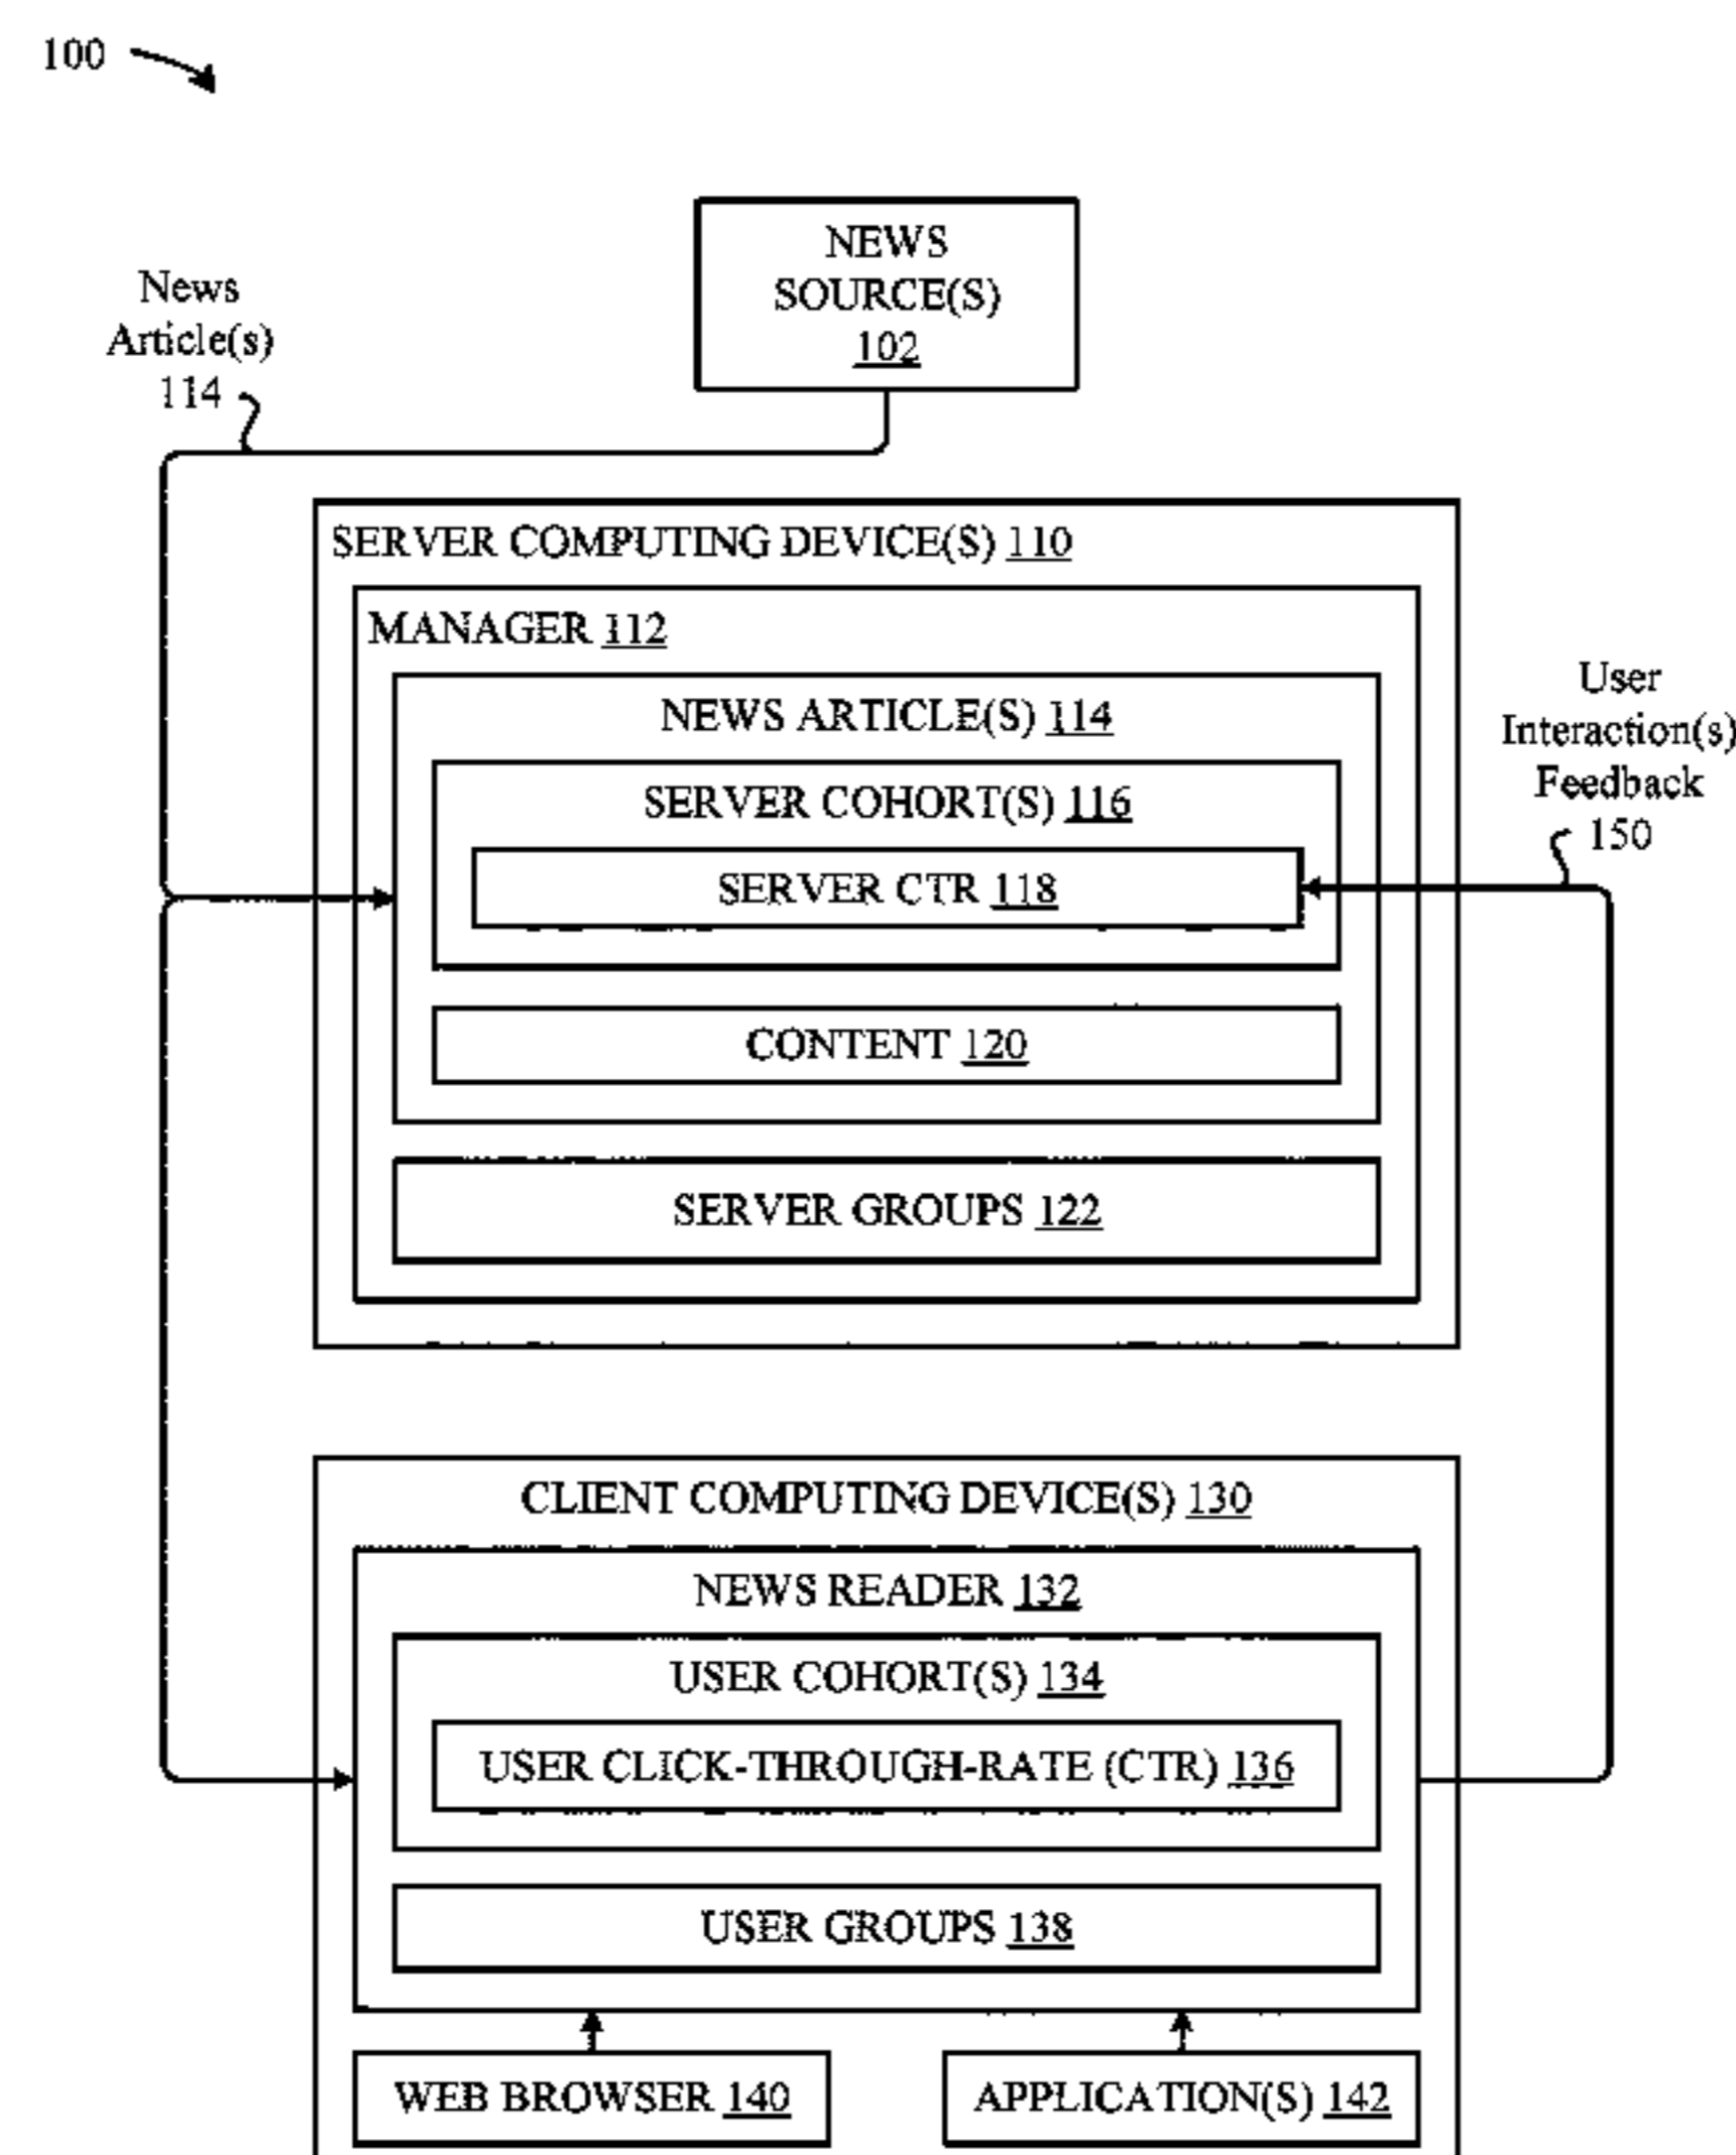 100
NEWS
SOURCE(S)
102
News
Article(s)
114
SERVER COMPUTING DEVICE(S) 110
MANAGER 112
NEWS ARTICLE(S) 114
SERVER COHORT(S) 116
SERVER CTR 118
CONTENT 120
SERVER GROUPS 122
User
Interaction(s)
Feedback
150
CLIENT COMPUTING DEVICE(S) 130
NEWS READER 132
USER COHORT(S) 134
USER CLICK-THROUGH-RATE (CTR) 136
USER GROUPS 138
WEB BROWSER 140
APPLICATION(S) 142